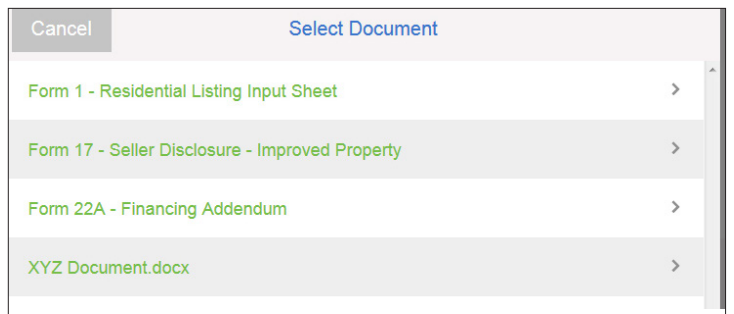 Cancel
Select Document
Form 1 - Residential Listing Input Sheet
Form 17 - Seller Disclosure - Improved Property
Form 22A - Financing Addendum
XYZ Document.docx